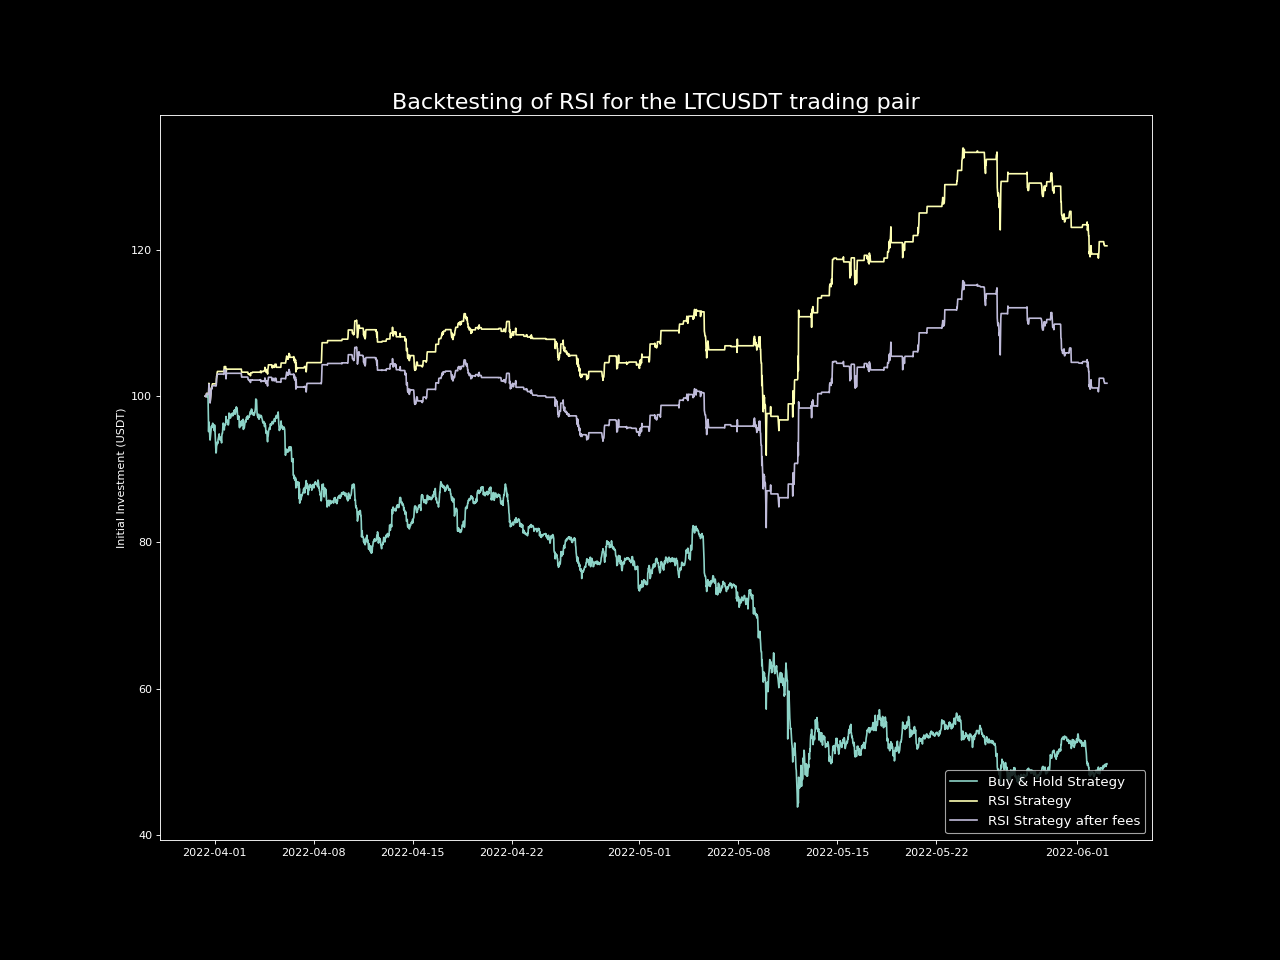 Backtesting of RSI for the LTCUSDT trading pair
Initial Investment (USDT)
120
100
80
60
40
2022-04-01 2022-04-08 2022-04-15 2022-04-22 2022-05-01 2022-05-08 2022-05-15 2022-05-22 2022-06-01
Buy & Hold Strategy
RSI Strategy
RSI Strategy after fees